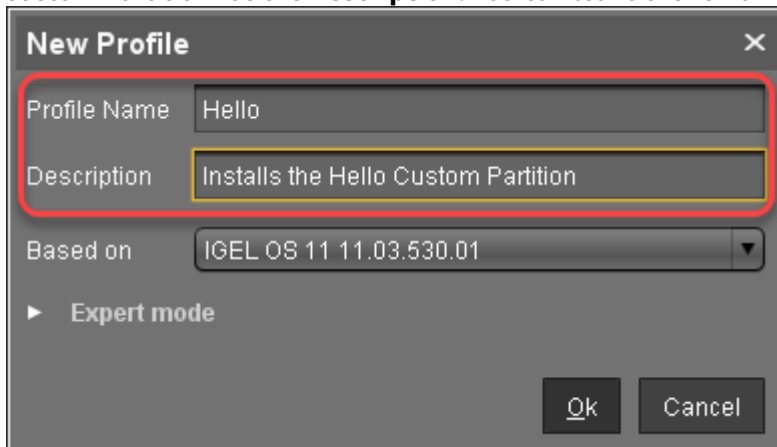 New Profile ×
Profile Name Hello
Description Installs the Hello Custom Partition
Based on IGEL OS 11 11.03.530.01
Expert mode
Ok Cancel